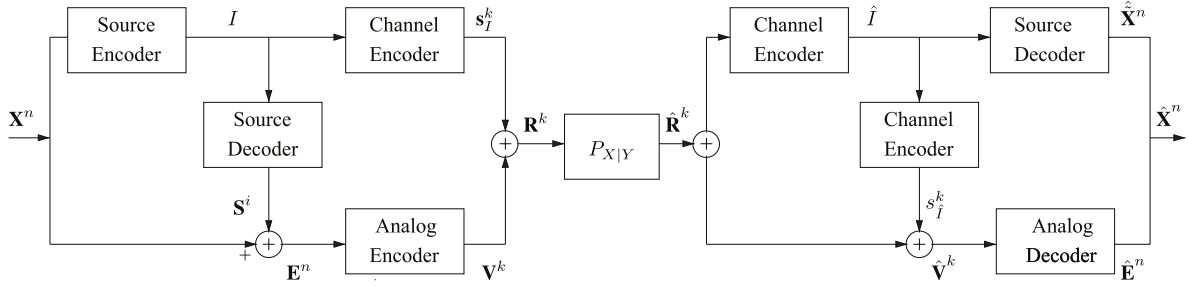 X^n
Source Encoder
I
Channel Encoder
s_I^k
Source Decoder
S^i
+
+
E^n
Analog Encoder
V^k
+
R^k
P_{X|Y}
R̂^k
+
Channel Encoder
Î
Source Decoder
X̃̂^n
Channel Encoder
s_Î^k
+
V̂^k
Analog Decoder
Ê^n
X̂^n